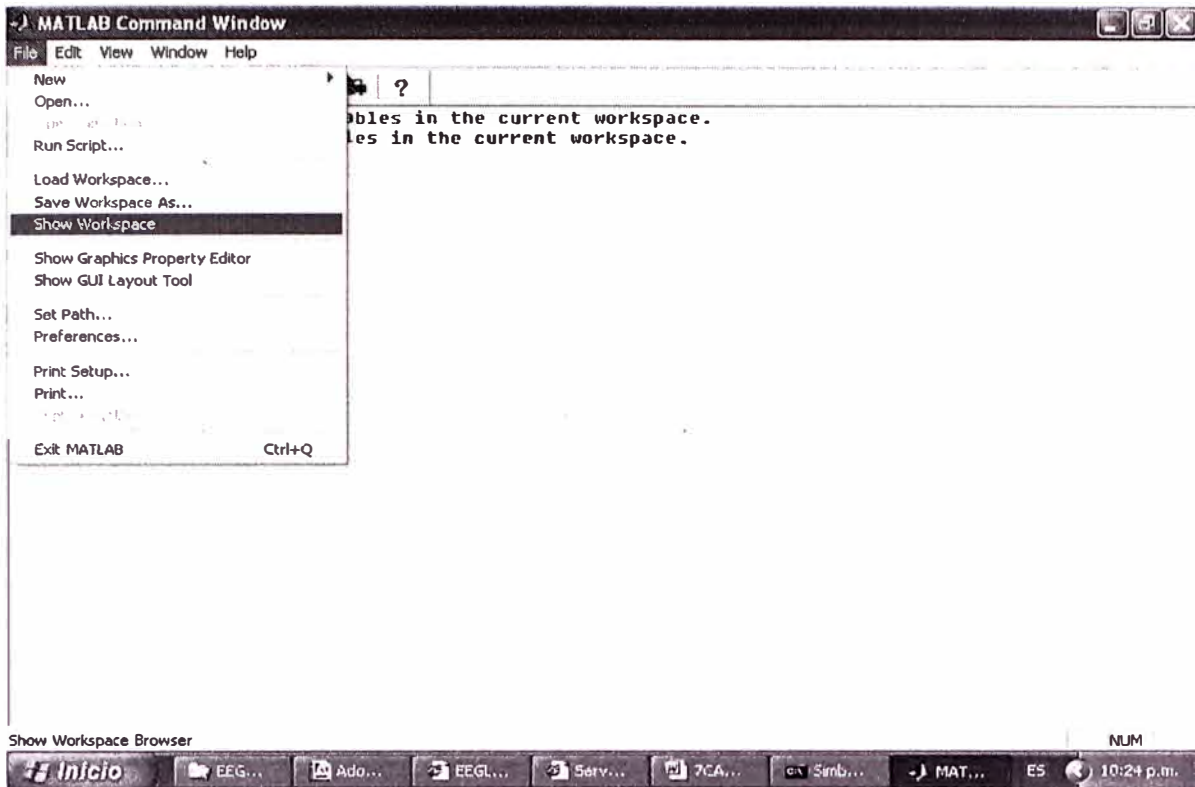 MATLAB Command Window
File Edit View Window Help
New
?
Open...
ables in the current workspace.
les in the current workspace.
Run Script...
Load Workspace...
Save Workspace As...
Show Workspace
Show Graphics Property Editor
Show GUI Layout Tool
Set Path...
Preferences...
Print Setup...
Print...
Exit MATLAB Ctrl+Q
Show Workspace Browser NUM
Inicio EEG... Ado... EEGL... Serv... 7CA... Simb... MAT... ES 10:24 p.m.